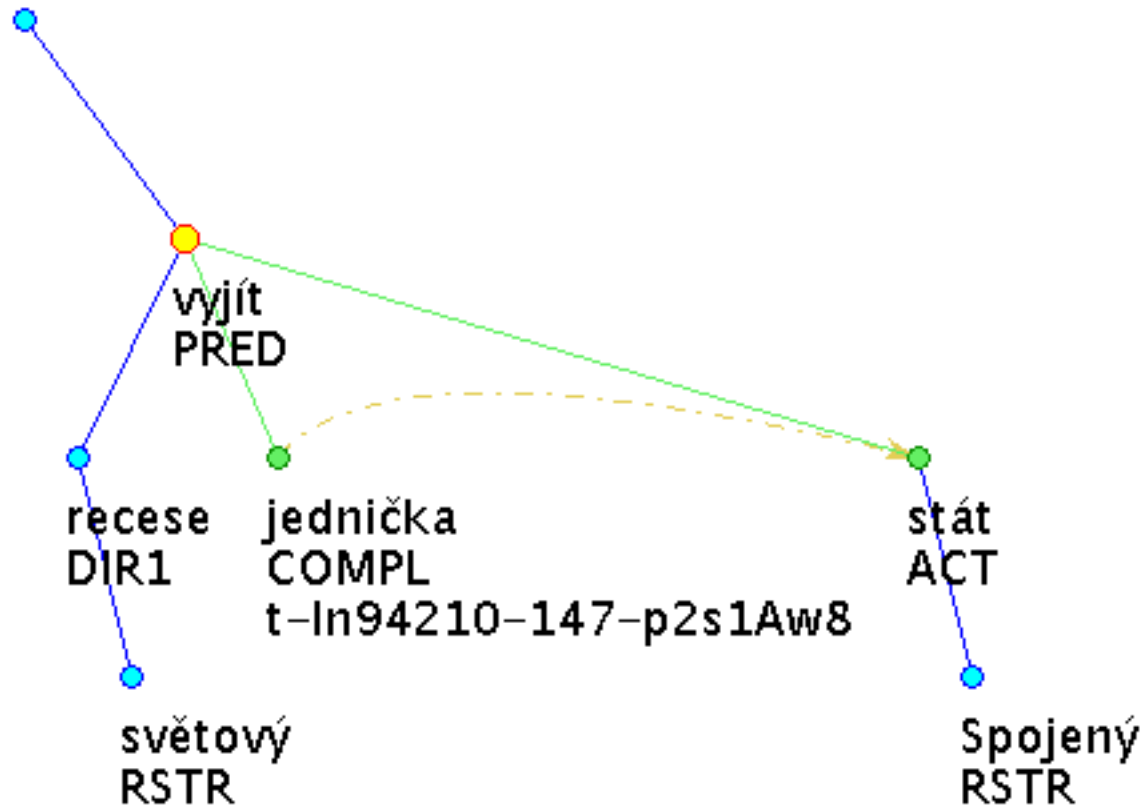 vyjít
PRED
recese
DIR1
jednička
COMPL
t-ln94210-147-p2s1Aw8
stát
ACT
světový
RSTR
Spojený
RSTR